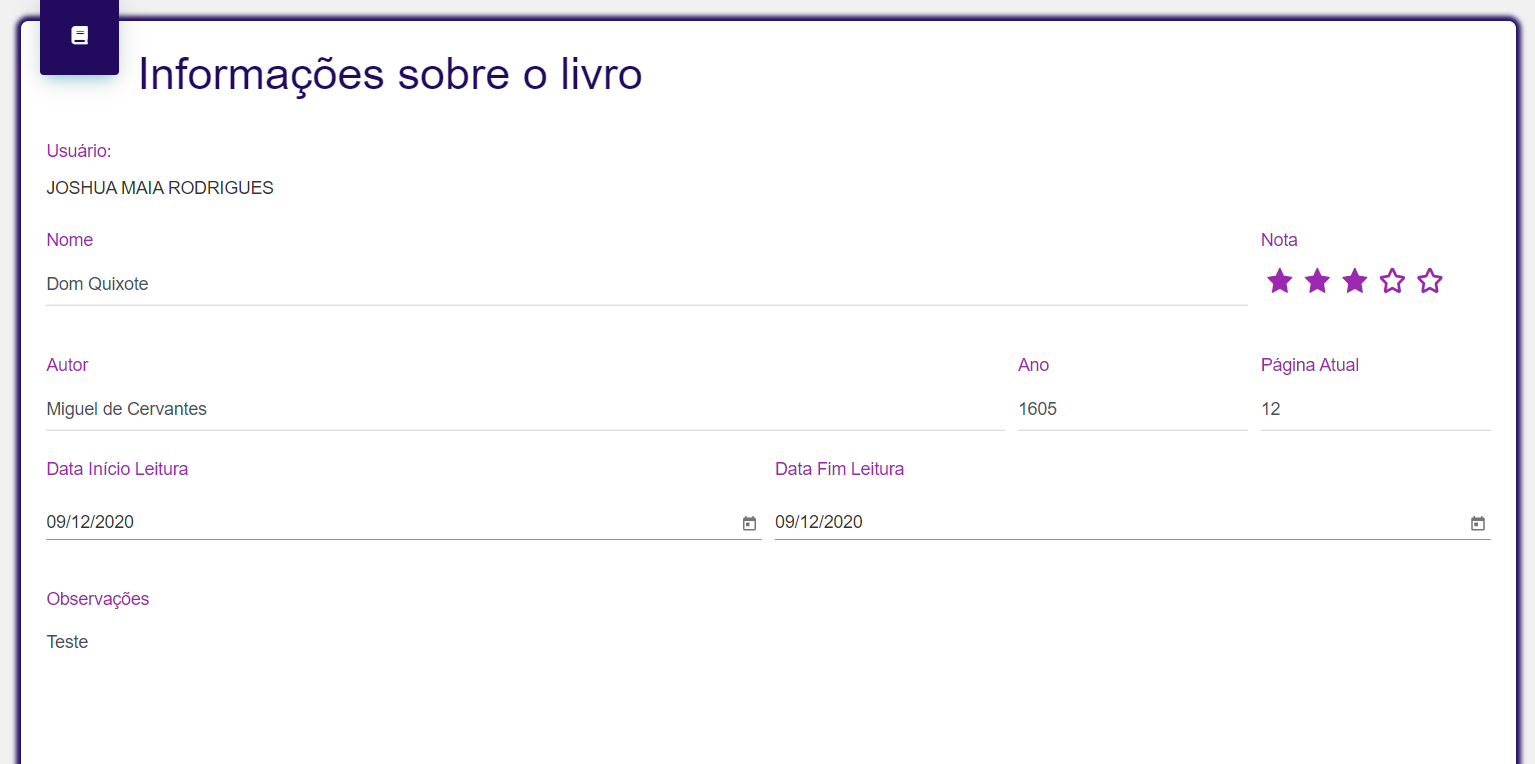 Informações sobre o livro
Usuário:
JOSHUA MAIA RODRIGUES
Nome
Nota
Dom Quixote
Autor
Ano
Página Atual
Miguel de Cervantes
1605
12
Data Início Leitura
Data Fim Leitura
09/12/2020
09/12/2020
Observações
Teste